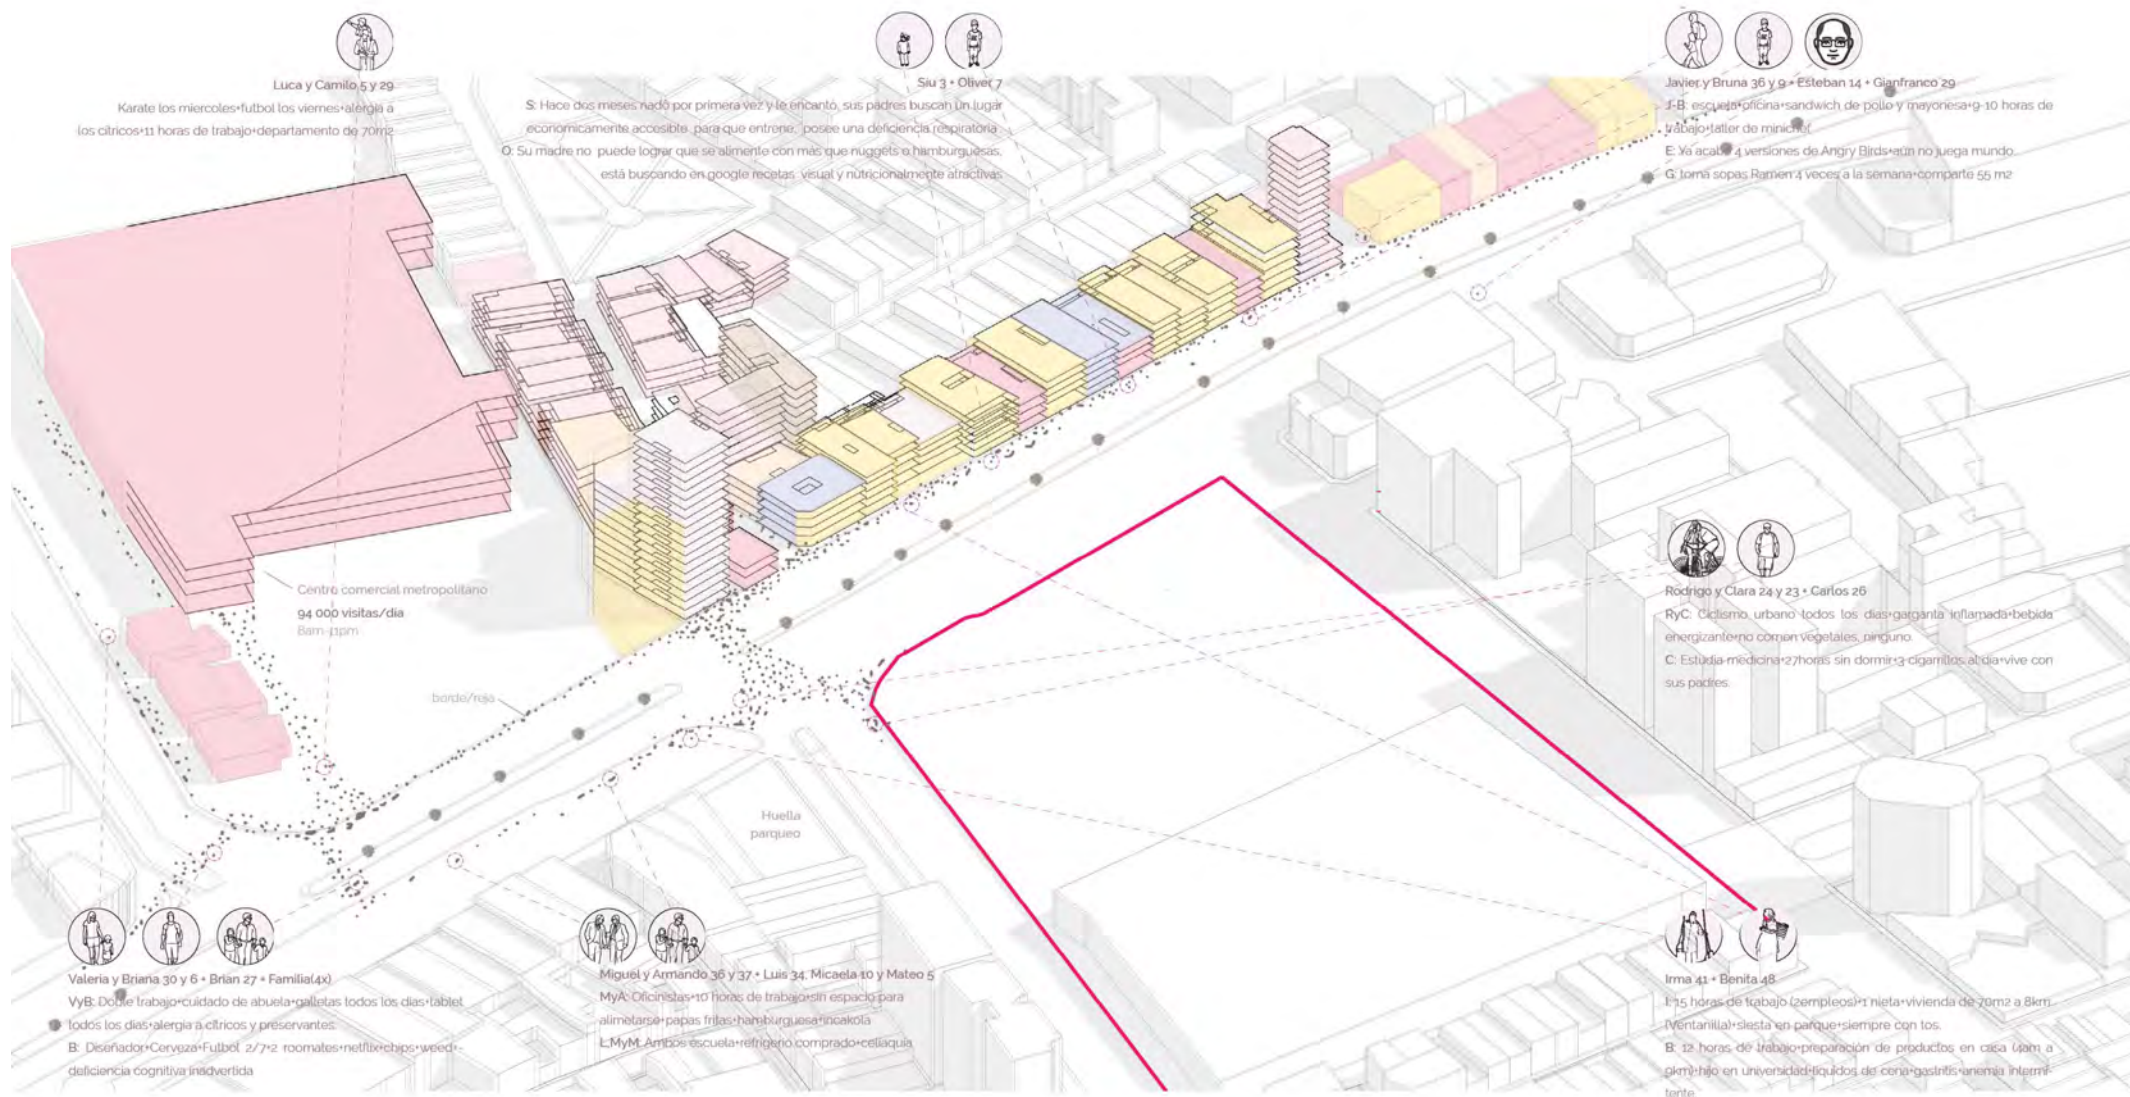 Luca y Camilo 5 y 29
Karate los miercoles+futbol los viernes+alergia a
los citricos+11 horas de trabajo+departamento de 70m2
Siu 3 + Oliver 7
S: Hace dos meses nadó por primera vez y le encantó, sus padres buscan un lugar
economicamente accesible para que entrene, posee una deficiencia respiratoria
O: Su madre no puede lograr que se alimente con más que nuggets o hamburguesas,
está buscando en google recetas visual y nutricionalmente atractivas
Javier y Bruna 36 y 9 + Esteban 14 + Gianfranco 29
J-B: escuela+oficina+sandwich de pollo y mayonesa+9-10 horas de
trabajo+taller de minichef
E: Ya acabó 4 versiones de Angry Birds+aún no juega mundo
G: toma sopas Ramen 4 veces a la semana+comparte 55 m2
Centro comercial metropolitano
94 000 visitas/dia
8am-11pm
borde/reja
Huella
parqueo
Rodrigo y Clara 24 y 23 + Carlos 26
RyC: Ciclismo urbano todos los dias+garganta inflamada+bebida
energizante+no comen vegetales, ninguno.
C: Estudia medicina+27horas sin dormir+3 cigarrillos al dia+vive con
sus padres.
Valeria y Briana 30 y 6 + Brian 27 + Familia(4x)
VyB: Doble trabajo+cuidado de abuela+galletas todos los dias+tablet
todos los dias+alergia a citricos y preservantes.
B: Diseñador+Cerveza+Futbol 2/7+2 roomates+netflix+chips+weed+-
deficiencia cognitiva inadvertida
Miguel y Armando 36 y 37 + Luis 34, Micaela 10 y Mateo 5
MyA: Oficinistas+10 horas de trabajo+sin espacio para
alimetarse+papas fritas+hamburguesa+incakola
L,MyM: Ambos escuela+refrigerio comprado+celiaquia
Irma 41 + Benita 48
I: 15 horas de trabajo (2empleos)+1 nieta+vivienda de 70m2 a 8km
(Ventanilla)+siesta en parque+siempre con tos.
B: 12 horas de trabajo+preparación de productos en casa (4am a
9km)+hijo en universidad+liquidos de cena+gastritis+anemia intermi-
tente